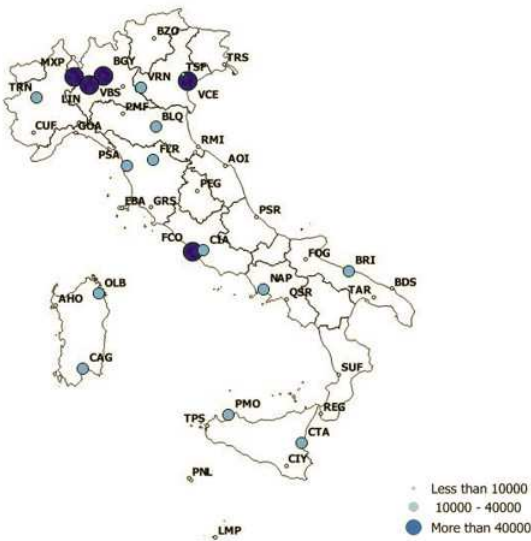 BZO
TRS
MXP
BGY
TSF
VRN
TRN
LIN
VBS
VCE
PMF
BLQ
CUF
GOA
RMI
PSA
FLR
AOI
PEG
EBA
GRS
PSR
FCO
CIA
FOG
BRI
OLB
NAP
BDS
AHO
QSR
TAR
CAG
SUF
PMO
REG
TPS
CTA
CIY
PNL
Less than 10000
10000 - 40000
More than 40000
LMP